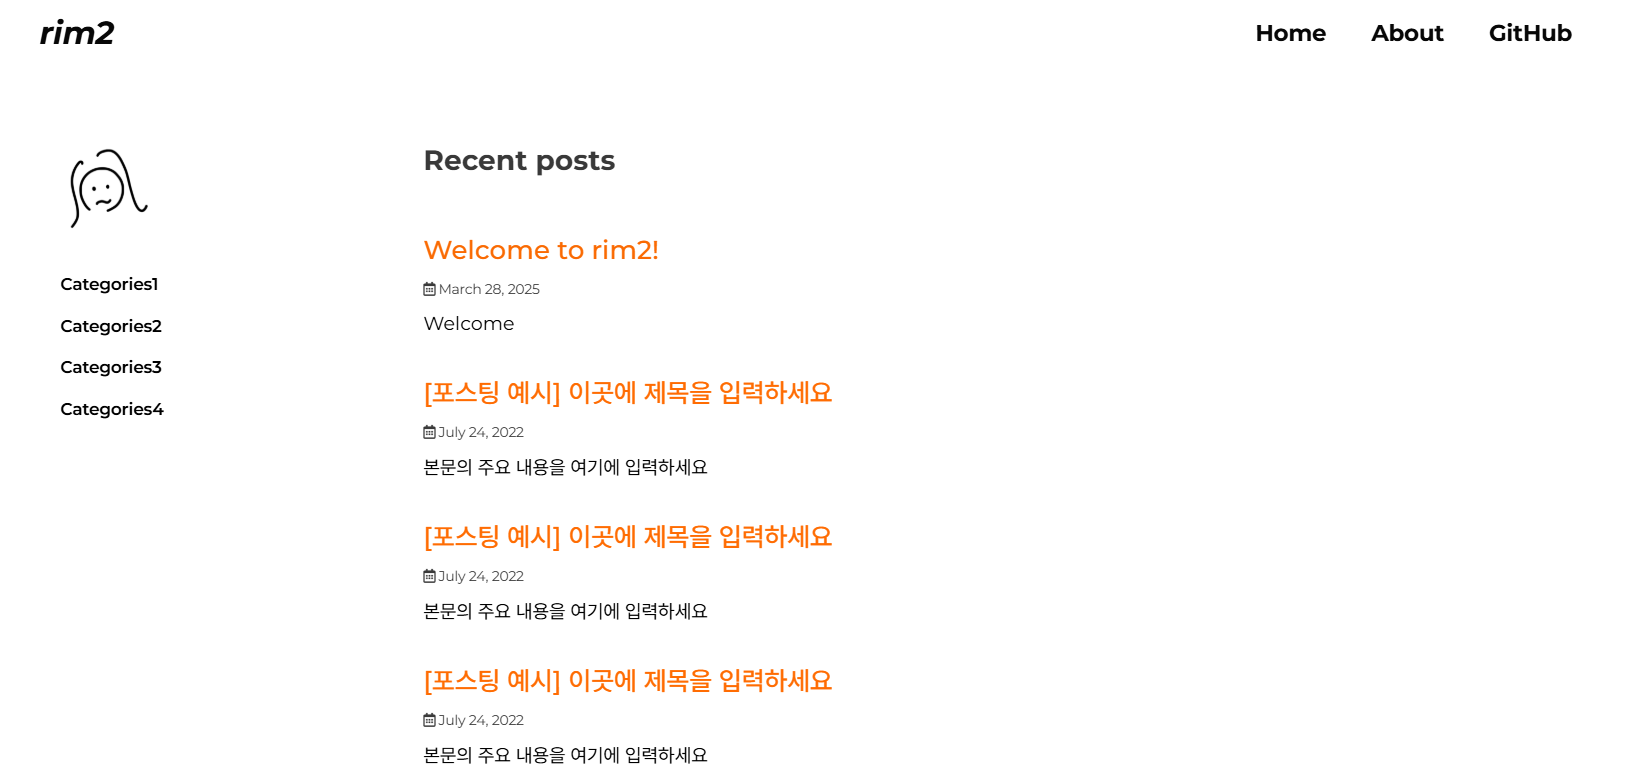 rim2
Home About GitHub
Recent posts
Categories1
Categories2
Categories3
Categories4
Welcome to rim2!
March 28, 2025
Welcome
[포스팅 예시] 이곳에 제목을 입력하세요
July 24, 2022
본문의 주요 내용을 여기에 입력하세요
[포스팅 예시] 이곳에 제목을 입력하세요
July 24, 2022
본문의 주요 내용을 여기에 입력하세요
[포스팅 예시] 이곳에 제목을 입력하세요
July 24, 2022
본문의 주요 내용을 여기에 입력하세요